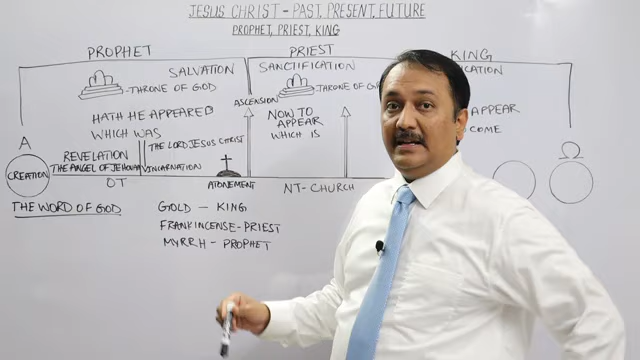 JESUS CHRIST - PAST, PRESENT, FUTURE
PROPHET, PRIEST, KING
PROPHET PRIEST KING
SALVATION SANCTIFICATION
THRONE OF GOD THRONE OF
HATH HE APPEARED ASCENSION NOW TO APPEAR
WHICH WAS WHICH IS COME
A THE LORD JESUS CHRIST Ω
CREATION REVELATION
THE ANGEL OF JEHOVAH INCARNATION
OT ATONEMENT NT-CHURCH
THE WORD OF GOD GOLD - KING
FRANKINCENSE-PRIEST
MYRRH - PROPHET